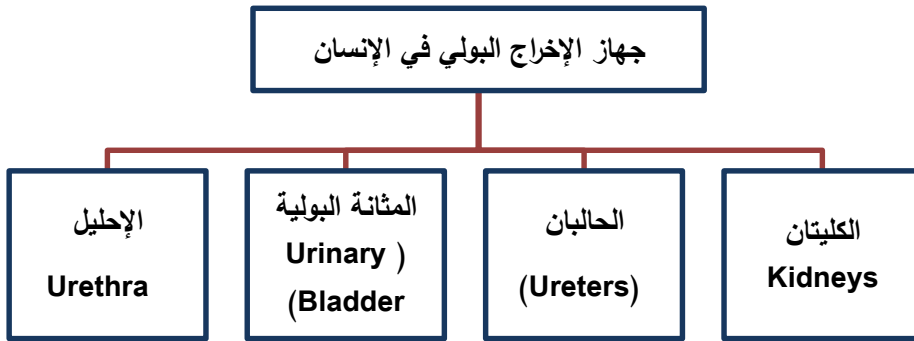 جهاز الإخراج البولي في الإنسان
الكليتان
Kidneys
الحالبان
(Ureters)
المثانة البولية
( Urinary
(Bladder
الإحليل
Urethra